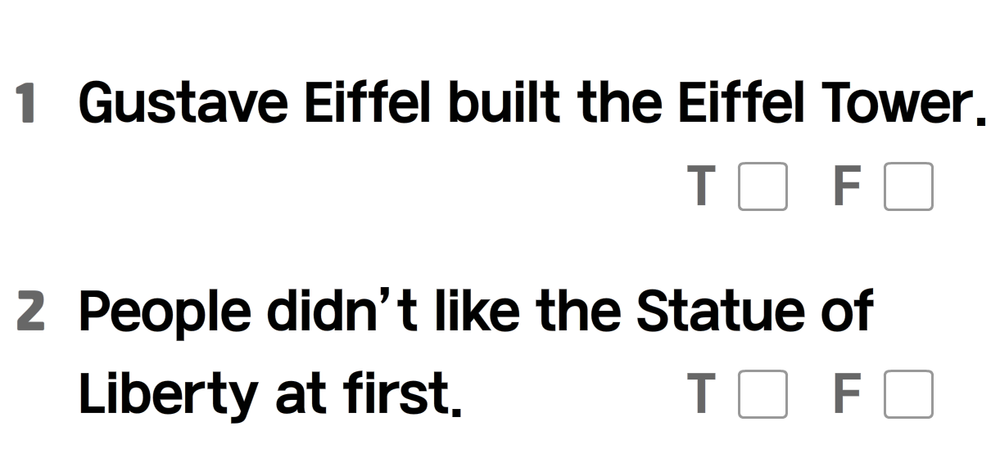 1 Gustave Eiffel built the Eiffel Tower.
T F
2 People didn’t like the Statue of
Liberty at first. T F